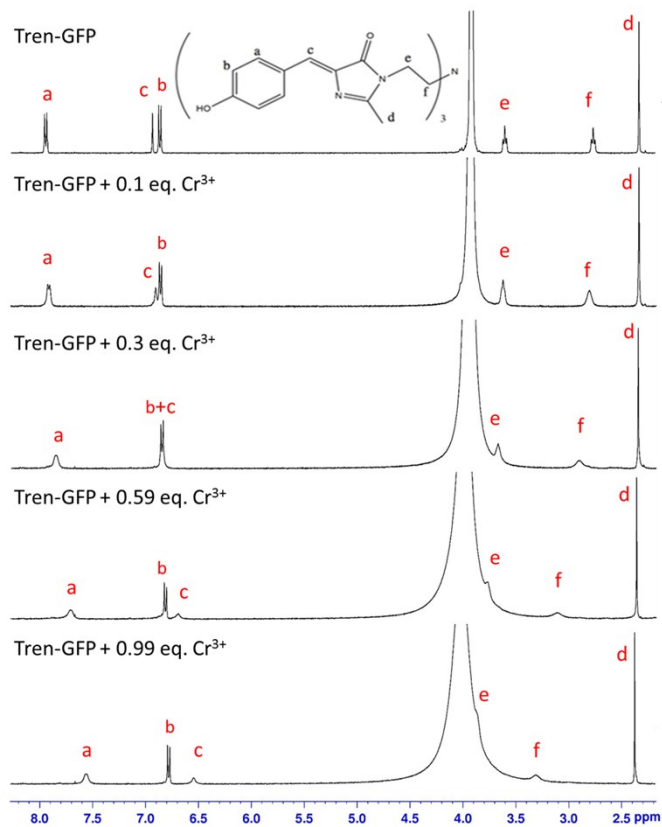 Tren-GFP
a
c
b
a
b
c
O
N
N
HO
e
f
d
N
3
e
f
d
Tren-GFP + 0.1 eq. Cr³⁺
a
c
b
e
f
d
Tren-GFP + 0.3 eq. Cr³⁺
a
b+c
e
f
d
Tren-GFP + 0.59 eq. Cr³⁺
a
b
c
e
f
d
Tren-GFP + 0.99 eq. Cr³⁺
a
b
c
e
f
d
8.0 7.5 7.0 6.5 6.0 5.5 5.0 4.5 4.0 3.5 3.0 2.5 ppm